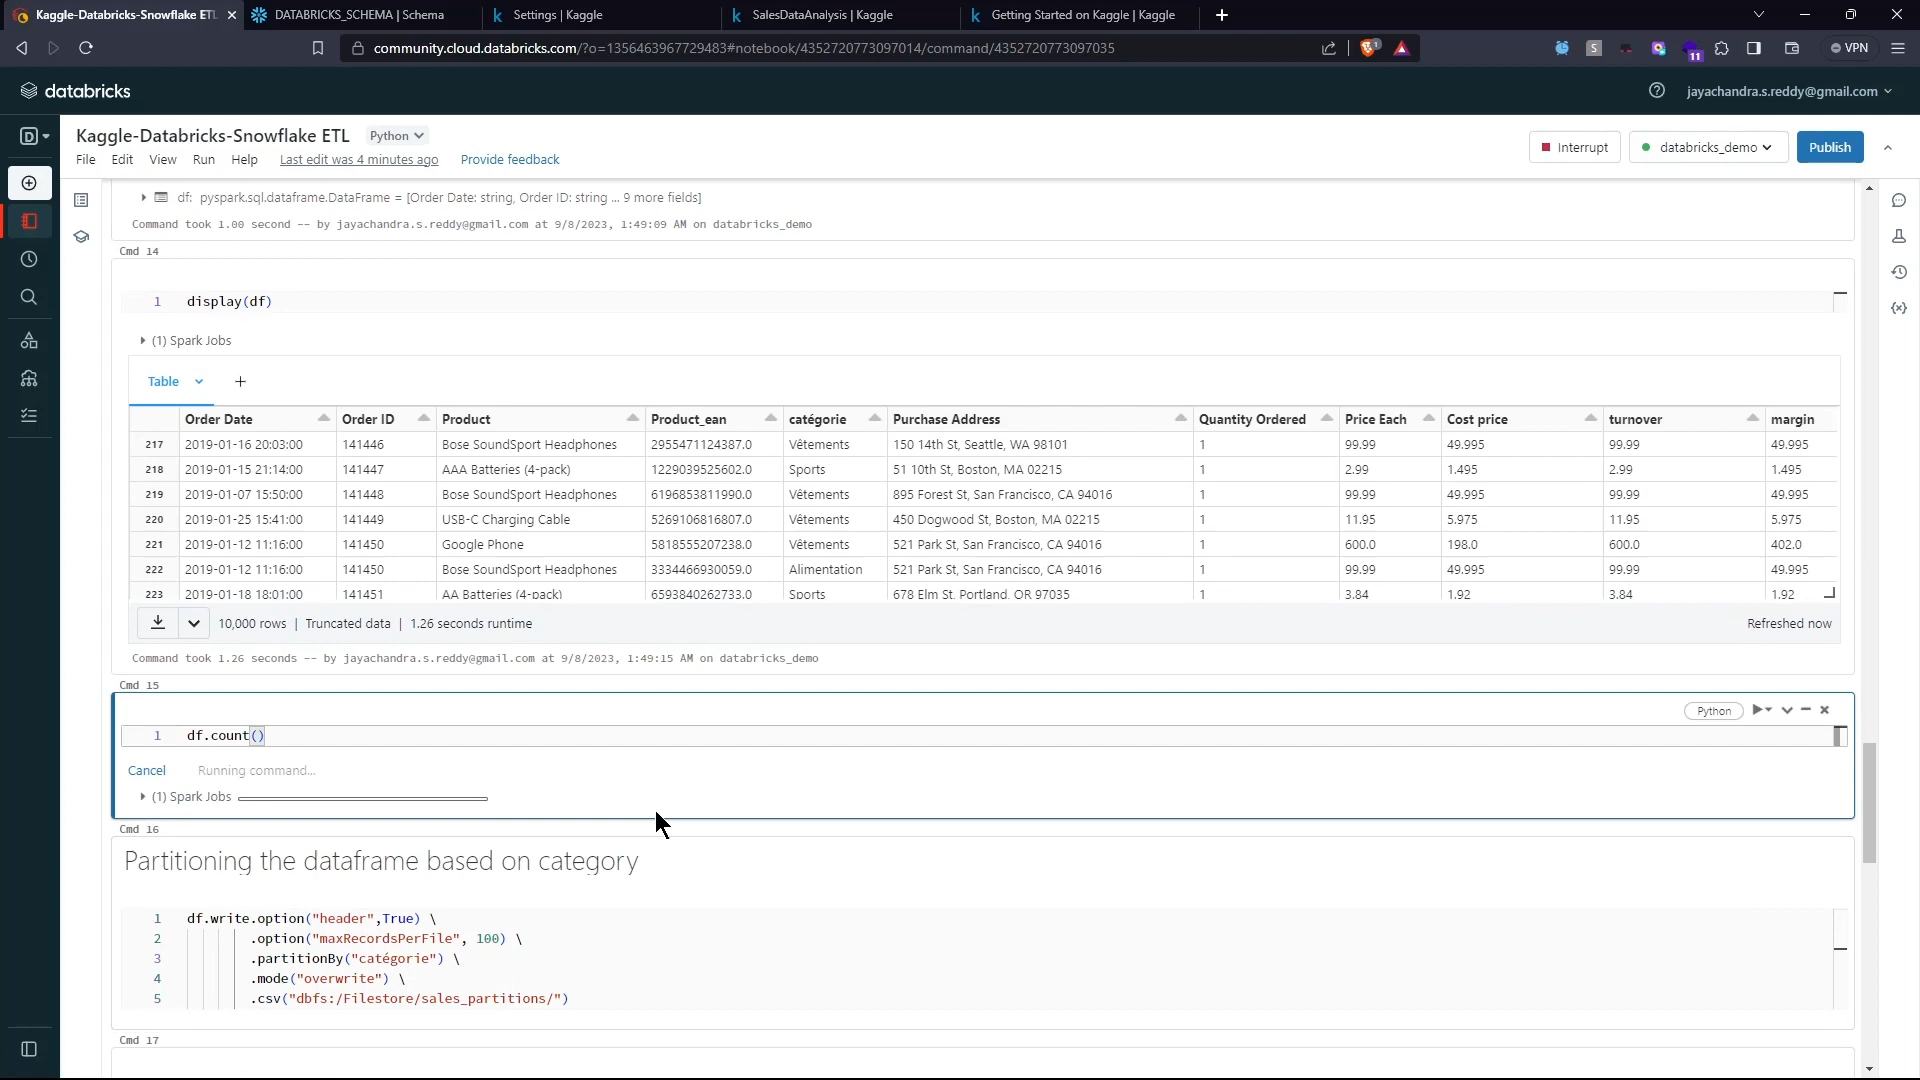 Kaggle-Databricks-Snowflake ETL
DATABRICKS_SCHEMA | Schema
Settings | Kaggle
SalesDataAnalysis | Kaggle
Getting Started on Kaggle | Kaggle
community.cloud.databricks.com/?o=1356463967729483#notebook/4352720773097014/command/4352720773097035
1
S
11
VPN
databricks
jayachandra.s.reddy@gmail.com
D
Kaggle-Databricks-Snowflake ETL Python
File Edit View Run Help Last edit was 4 minutes ago Provide feedback
Interrupt
databricks_demo
Publish
df: pyspark.sql.dataframe.DataFrame = [Order Date: string, Order ID: string ... 9 more fields]
Command took 1.00 second -- by jayachandra.s.reddy@gmail.com at 9/8/2023, 1:49:09 AM on databricks_demo
Cmd 14
1 display(df)
(1) Spark Jobs
Table +
Order Date Order ID Product Product_ean catégorie Purchase Address Quantity Ordered Price Each Cost price turnover margin
217 2019-01-16 20:03:00 141446 Bose SoundSport Headphones 2955471124387.0 Vêtements 150 14th St, Seattle, WA 98101 1 99.99 49.995 99.99 49.995
218 2019-01-15 21:14:00 141447 AAA Batteries (4-pack) 1229039525602.0 Sports 51 10th St, Boston, MA 02215 1 2.99 1.495 2.99 1.495
219 2019-01-07 15:50:00 141448 Bose SoundSport Headphones 6196853811990.0 Vêtements 895 Forest St, San Francisco, CA 94016 1 99.99 49.995 99.99 49.995
220 2019-01-25 15:41:00 141449 USB-C Charging Cable 5269106816807.0 Vêtements 450 Dogwood St, Boston, MA 02215 1 11.95 5.975 11.95 5.975
221 2019-01-12 11:16:00 141450 Google Phone 5818555207238.0 Vêtements 521 Park St, San Francisco, CA 94016 1 600.0 198.0 600.0 402.0
222 2019-01-12 11:16:00 141450 Bose SoundSport Headphones 3334466930059.0 Alimentation 521 Park St, San Francisco, CA 94016 1 99.99 49.995 99.99 49.995
223 2019-01-18 18:01:00 141451 AA Batteries (4-pack) 6593840262733.0 Sports 678 Elm St, Portland, OR 97035 1 3.84 1.92 3.84 1.92
10,000 rows | Truncated data | 1.26 seconds runtime
Refreshed now
Command took 1.26 seconds -- by jayachandra.s.reddy@gmail.com at 9/8/2023, 1:49:15 AM on databricks_demo
Cmd 15
Python
1 df.count()
Cancel Running command...
(1) Spark Jobs
Cmd 16
Partitioning the dataframe based on category
1 df.write.option("header",True) \
2 .option("maxRecordsPerFile", 100) \
3 .partitionBy("catégorie") \
4 .mode("overwrite") \
5 .csv("dbfs:/Filestore/sales_partitions/")
Cmd 17